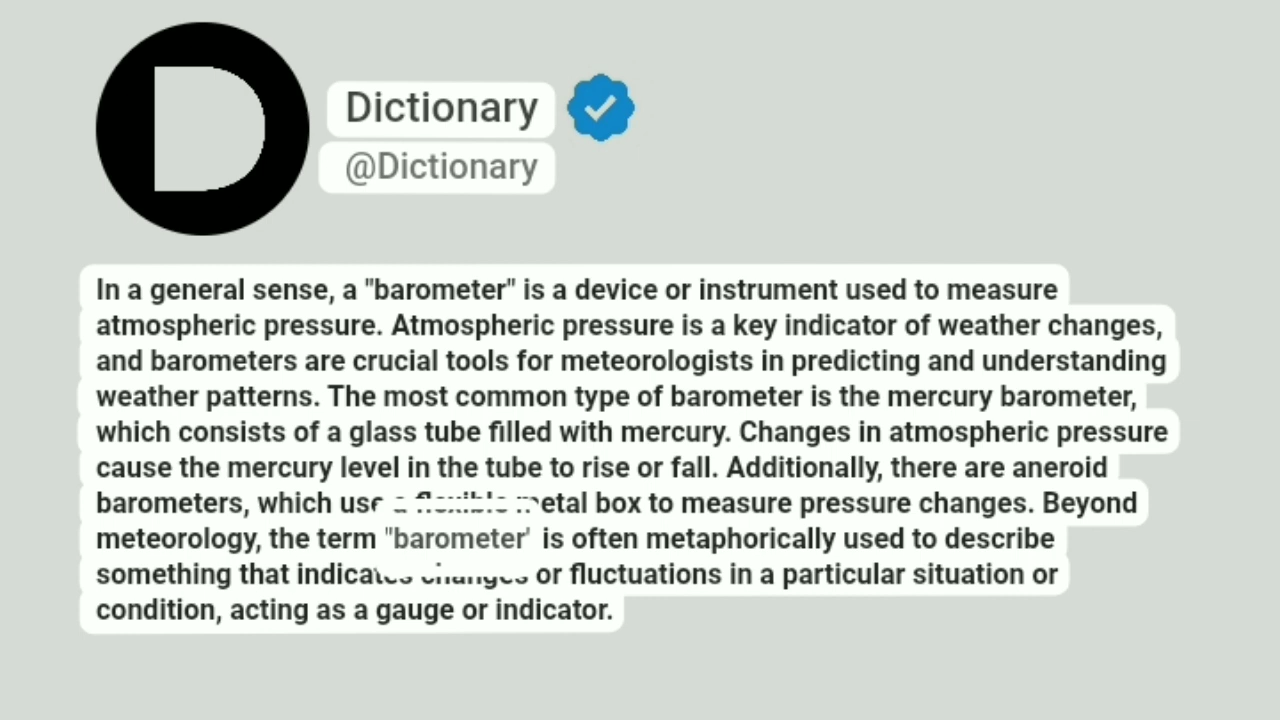 D
Dictionary
@Dictionary
In a general sense, a "barometer" is a device or instrument used to measure
atmospheric pressure. Atmospheric pressure is a key indicator of weather changes,
and barometers are crucial tools for meteorologists in predicting and understanding
weather patterns. The most common type of barometer is the mercury barometer,
which consists of a glass tube filled with mercury. Changes in atmospheric pressure
cause the mercury level in the tube to rise or fall. Additionally, there are aneroid
barometers, which use a flexible metal box to measure pressure changes. Beyond
meteorology, the term "barometer' is often metaphorically used to describe
something that indicates changes or fluctuations in a particular situation or
condition, acting as a gauge or indicator.